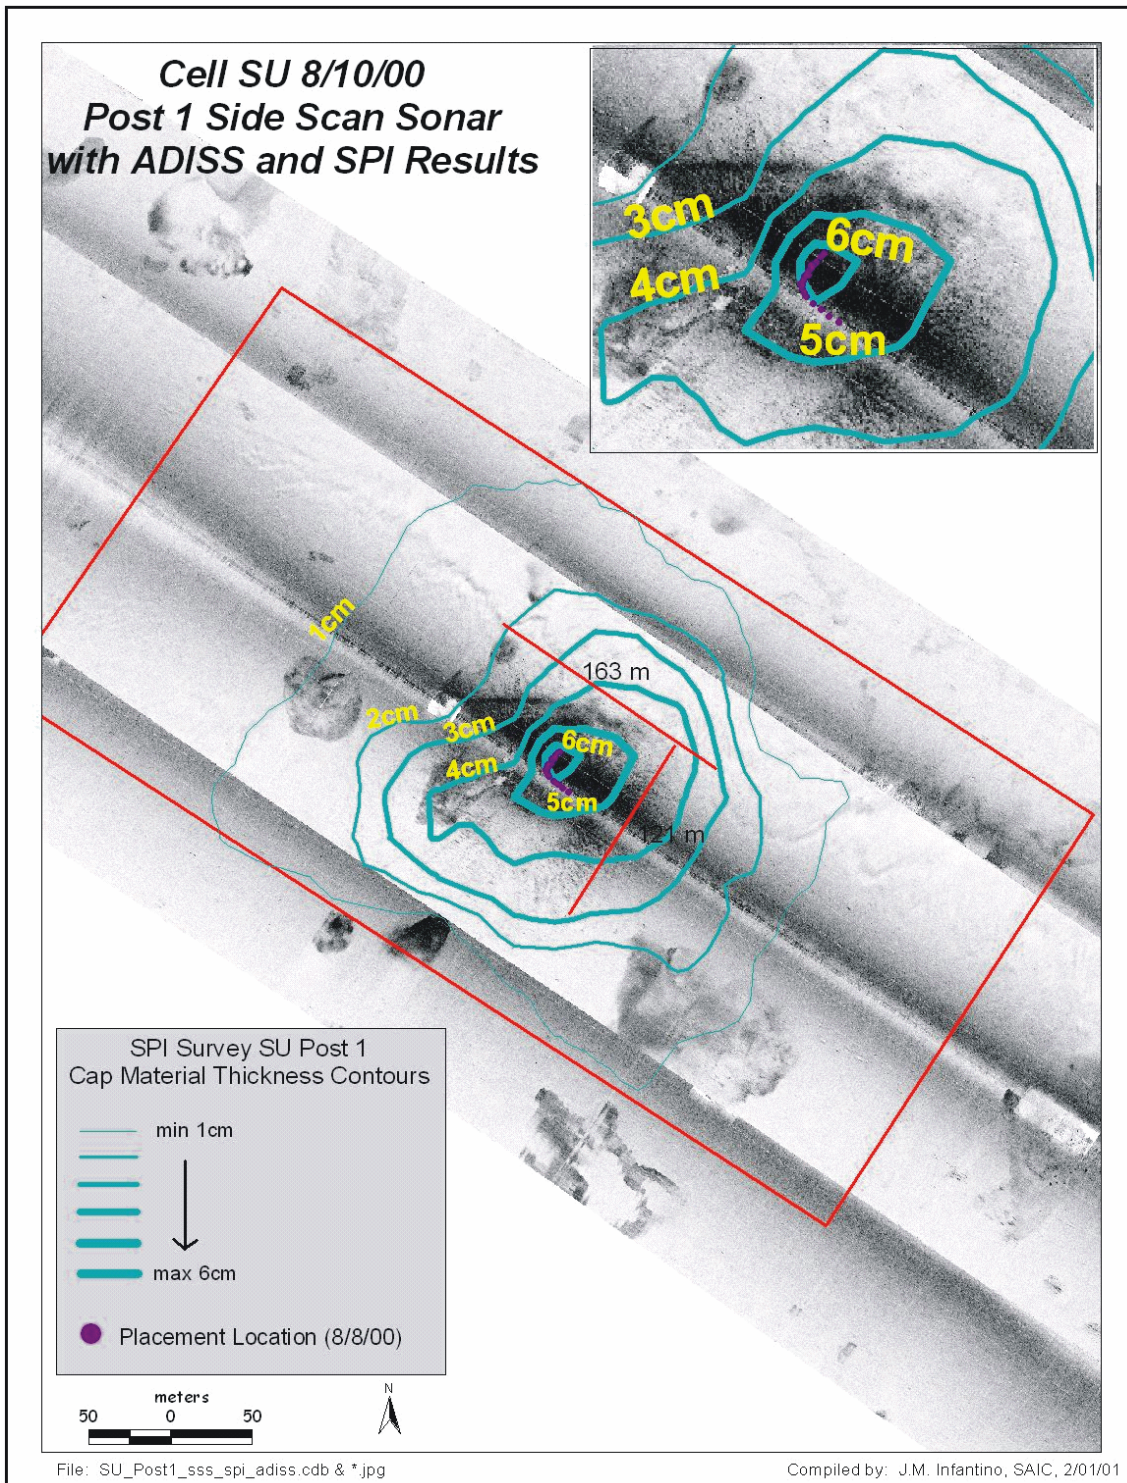 Cell SU 8/10/00
Post 1 Side Scan Sonar
with ADISS and SPI Results
3cm
6cm
4cm
5cm
1cm
163 m
2cm
3cm
6cm
4cm
5cm
121 m
SPI Survey SU Post 1
Cap Material Thickness Contours
min 1cm
max 6cm
Placement Location (8/8/00)
meters
50 0 50
N
File: SU_Post1_sss_spi_adiss.cdb & *.jpg
Compiled by: J.M. Infantino, SAIC, 2/01/01